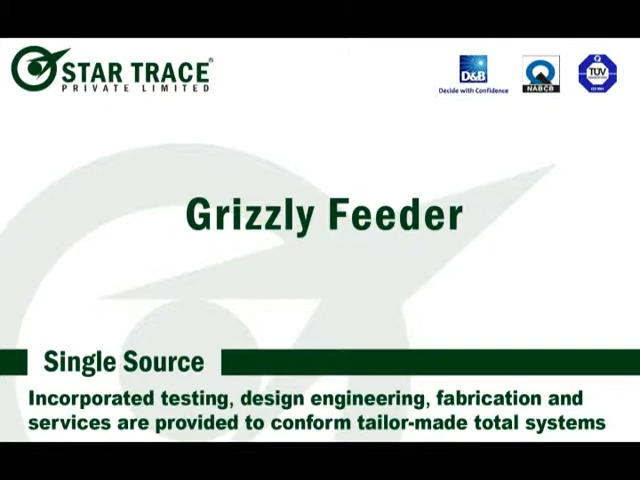 STAR TRACE®
PRIVATE LIMITED
D&B
Decide with Confidence
Q
NABCB
TÜV
Grizzly Feeder
Single Source
Incorporated testing, design engineering, fabrication and
services are provided to conform tailor-made total systems